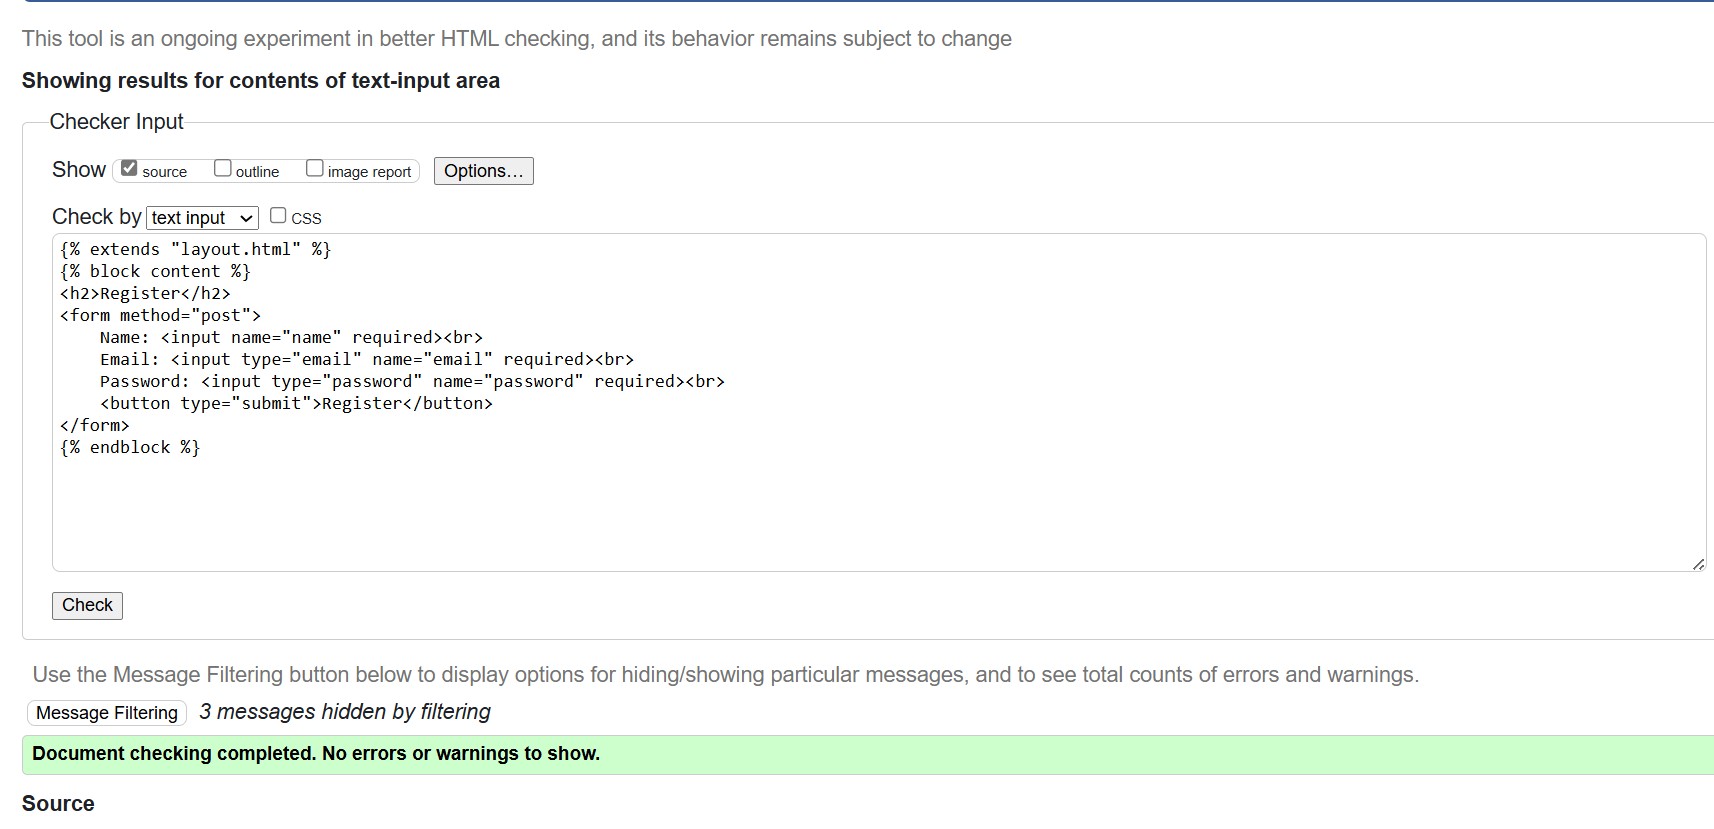 This tool is an ongoing experiment in better HTML checking, and its behavior remains subject to change
Showing results for contents of text-input area
Checker Input
Show source outline image report Options...
Check by text input CSS
{% extends "layout.html" %}
{% block content %}
<h2>Register</h2>
<form method="post">
    Name: <input name="name" required><br>
    Email: <input type="email" name="email" required><br>
    Password: <input type="password" name="password" required><br>
    <button type="submit">Register</button>
</form>
{% endblock %}
Check
Use the Message Filtering button below to display options for hiding/showing particular messages, and to see total counts of errors and warnings.
Message Filtering 3 messages hidden by filtering
Document checking completed. No errors or warnings to show.
Source